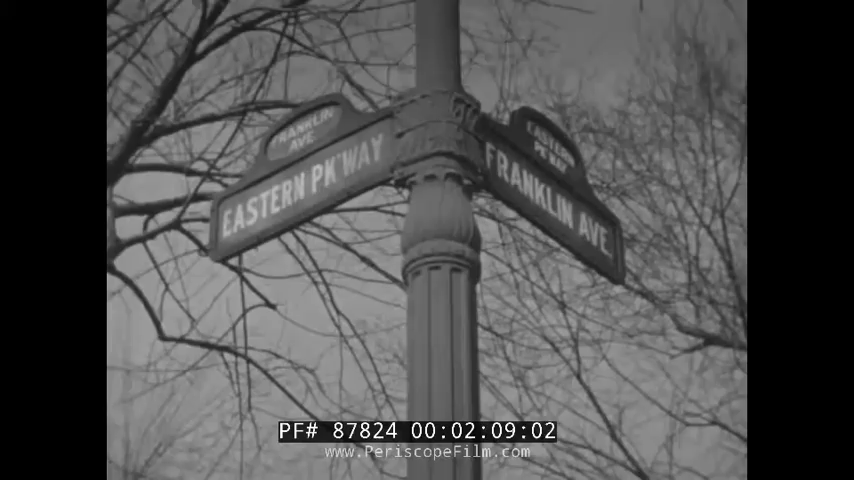 FRANKLIN
AVE.
EASTERN PK'WAY
EASTERN
PK'WAY
FRANKLIN AVE.
PF# 87824 00:02:09:02
www.PeriscopeFilm.com